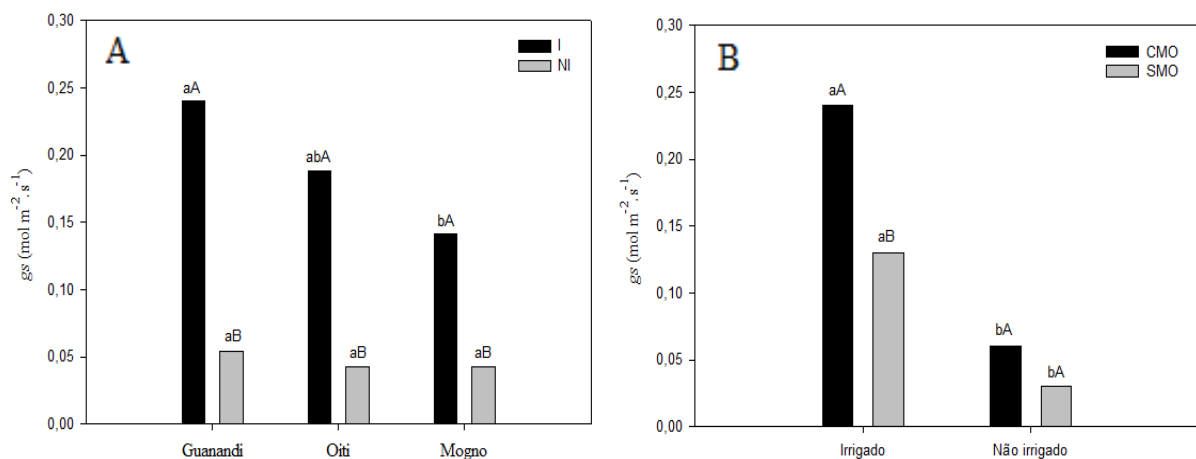 A
I
NI
gs (mol m⁻².s⁻¹)
0,30
0,25
0,20
0,15
0,10
0,05
0,00
aA
aB
abA
aB
bA
aB
Guanandi Oiti Mogno
B
CMO
SMO
gs (mol m⁻².s⁻¹)
0,30
0,25
0,20
0,15
0,10
0,05
0,00
aA
aB
bA
bA
Irrigado Não irrigado